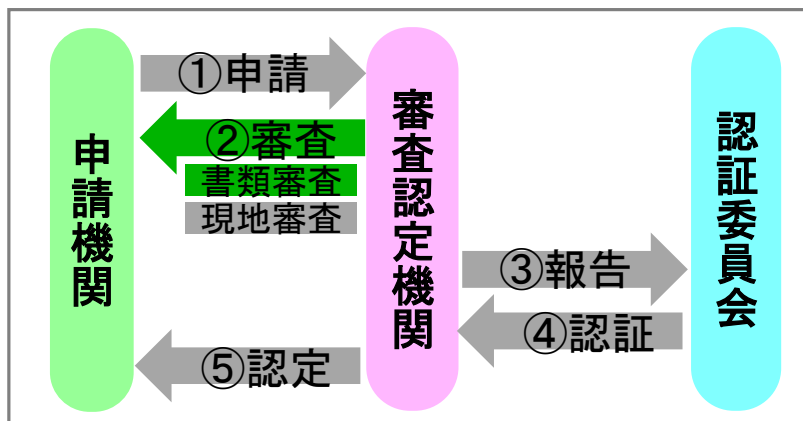 申請機関
①申請
②審査
書類審査
現地審査
⑤認定
審査認定機関
③報告
④認証
認証委員会